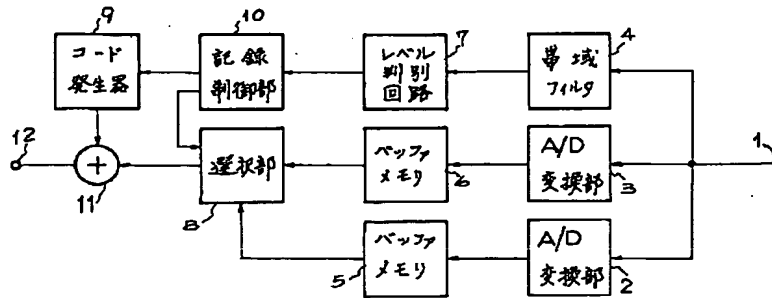 9
コード
発生器
10
記録
制御部
7
レベル
判別
回路
4
帯域
フィルタ
12
+
11
選択部
8
バッファ
メモリ
6
A/D
変換部
3
1
バッファ
メモリ
5
A/D
変換部
2